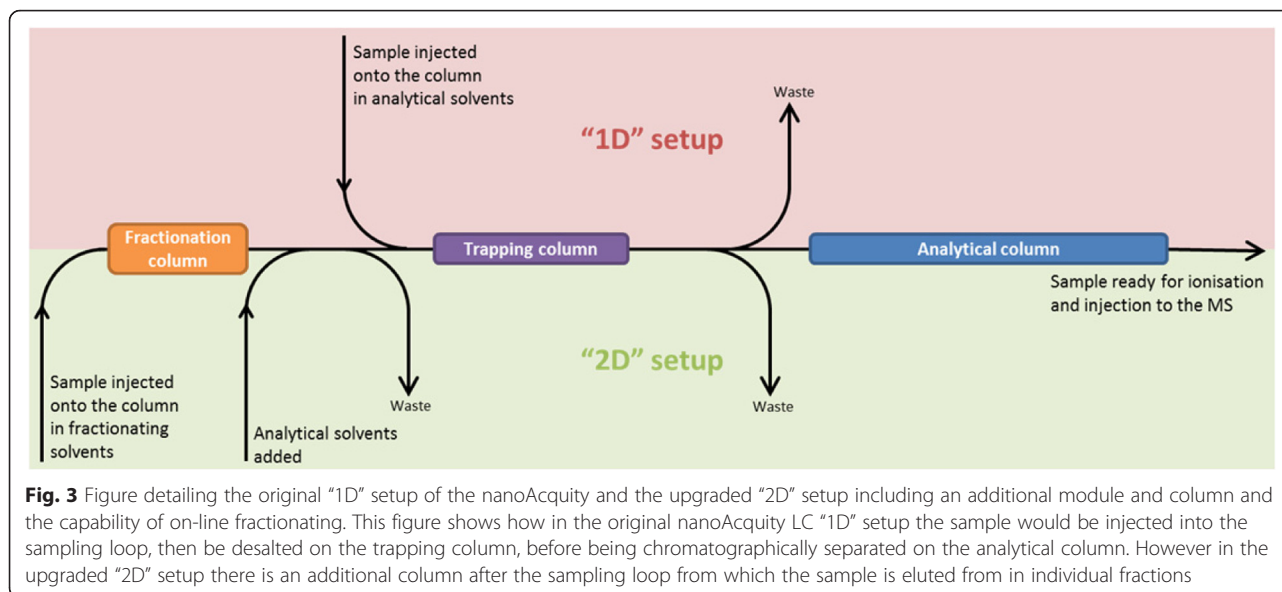 Sample injected
onto the column
in analytical solvents
Waste
“1D” setup
Fractionation
column
Trapping column
Analytical column
Sample ready for ionisation
and injection to the MS
“2D” setup
Sample injected
onto the column
in fractionating
solvents
Analytical solvents
added
Waste
Waste
Fig. 3 Figure detailing the original “1D” setup of the nanoAcquity and the upgraded “2D” setup including an additional module and column and
the capability of on-line fractionating. This figure shows how in the original nanoAcquity LC “1D” setup the sample would be injected into the
sampling loop, then be desalted on the trapping column, before being chromatographically separated on the analytical column. However in the
upgraded “2D” setup there is an additional column after the sampling loop from which the sample is eluted from in individual fractions